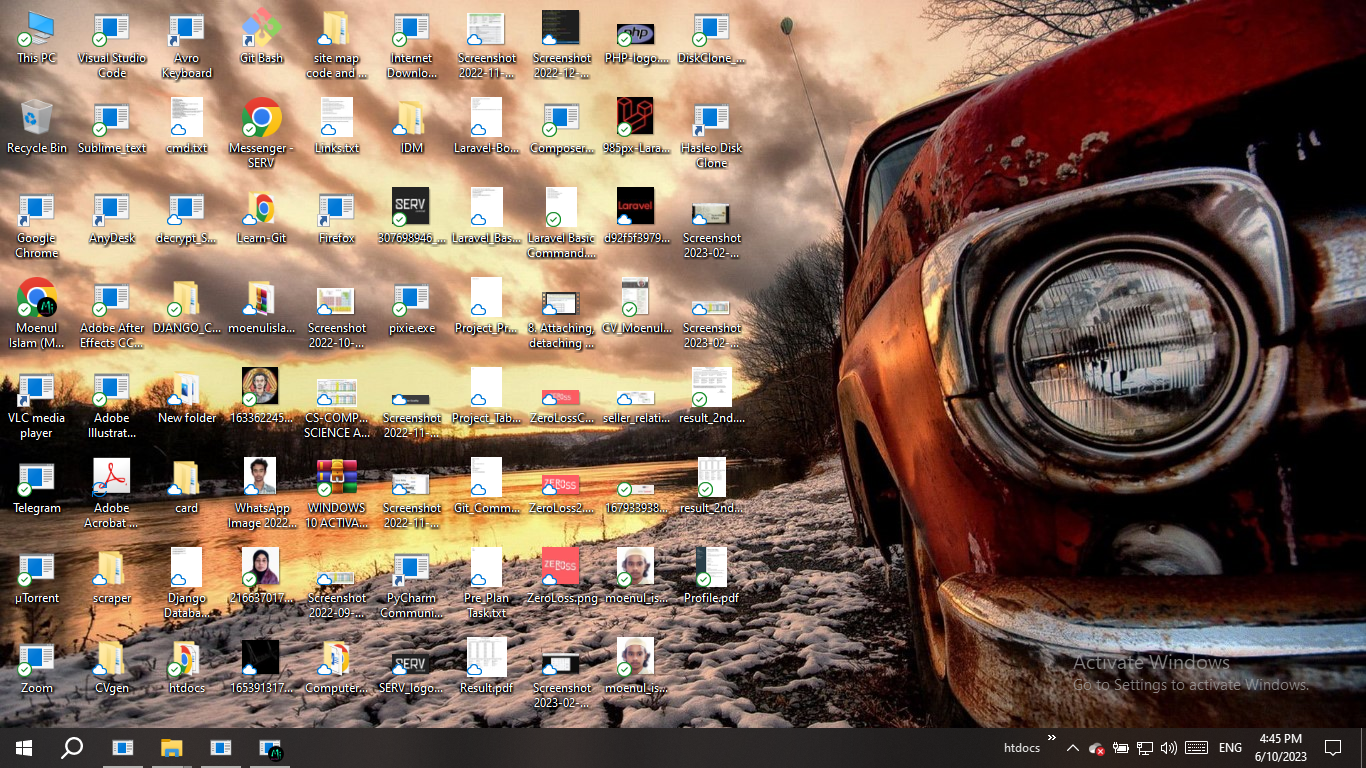 This PC
Visual Studio
Code
Avro
Keyboard
Git Bash
site map
code and ...
Internet
Downlo...
Screenshot
2022-11-...
Screenshot
2022-12-...
PHP-logo....
DiskClone_...
Recycle Bin
Sublime_text
cmd.txt
Messenger -
SERV
Links.txt
IDM
Laravel-Bo...
Composer...
985px-Lara...
Hasleo Disk
Clone
Google
Chrome
AnyDesk
decrypt_S...
Learn-Git
Firefox
307698946_...
Laravel_Bas...
Laravel Basic
Command....
d92f5f3979...
Screenshot
2023-02-...
Moenul
Islam (M...
Adobe After
Effects CC...
DJANGO_C...
moenulisla...
Screenshot
2022-10-...
pixie.exe
Project_Pr...
8. Attaching,
detaching ...
CV_Moenul...
Screenshot
2023-02-...
VLC media
player
Adobe
Illustrat...
New folder
163362245...
CS-COMP...
SCIENCE A...
Screenshot
2022-11-...
Project_Tab...
ZeroLossC...
seller_relati...
result_2nd....
Telegram
Adobe
Acrobat ...
card
WhatsApp
Image 2022...
WINDOWS
10 ACTIVA...
Screenshot
2022-11-...
Git_Comm...
ZeroLoss2....
167933938...
result_2nd...
µTorrent
scraper
Django
Databa...
216637017...
Screenshot
2022-09-...
PyCharm
Communi...
Pre_Plan
Task.txt
ZeroLoss.png
moenul_is...
Profile.pdf
Zoom
CVgen
htdocs
165391317...
Computer...
SERV_logo...
Result.pdf
Screenshot
2023-02-...
moenul_is...
Activate Windows
Go to Settings to activate Windows.
htdocs
ENG
4:45 PM
6/10/2023